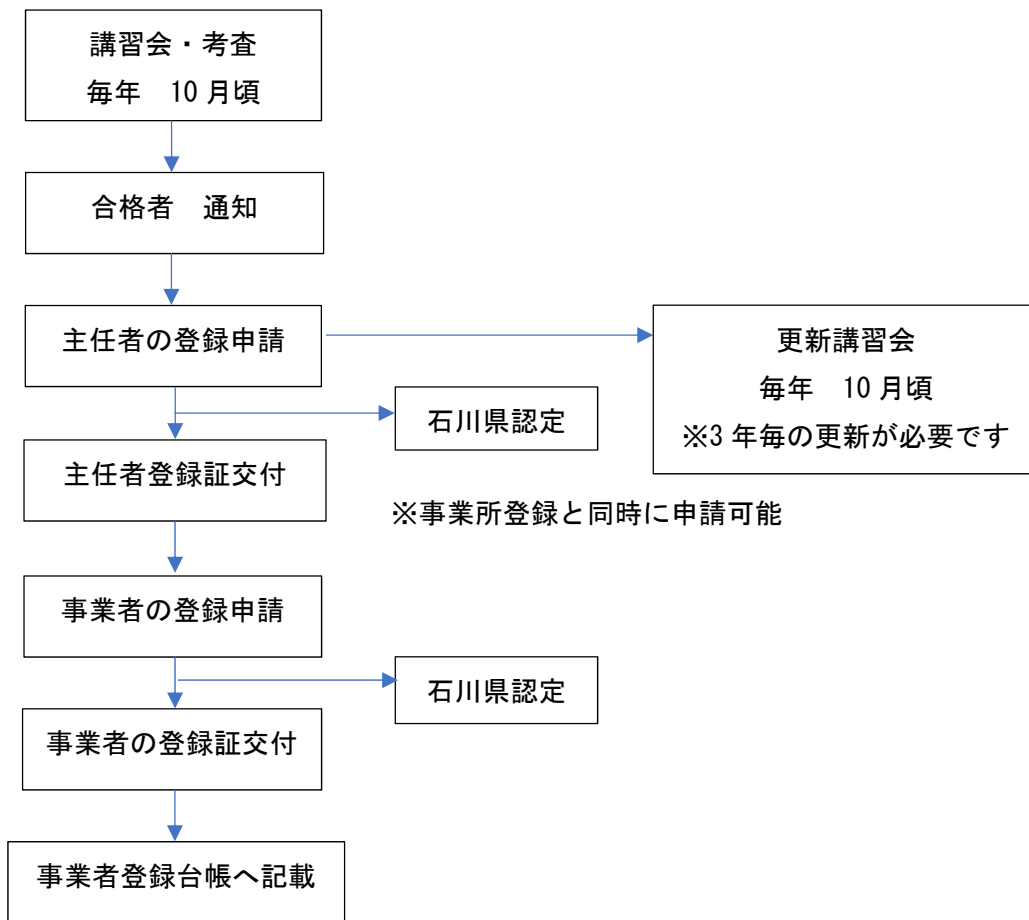 講習会・考査
毎年　10 月頃
合格者　通知
主任者の登録申請
更新講習会
毎年　10 月頃
※3 年毎の更新が必要です
石川県認定
主任者登録証交付
※事業所登録と同時に申請可能
事業者の登録申請
石川県認定
事業者の登録証交付
事業者登録台帳へ記載